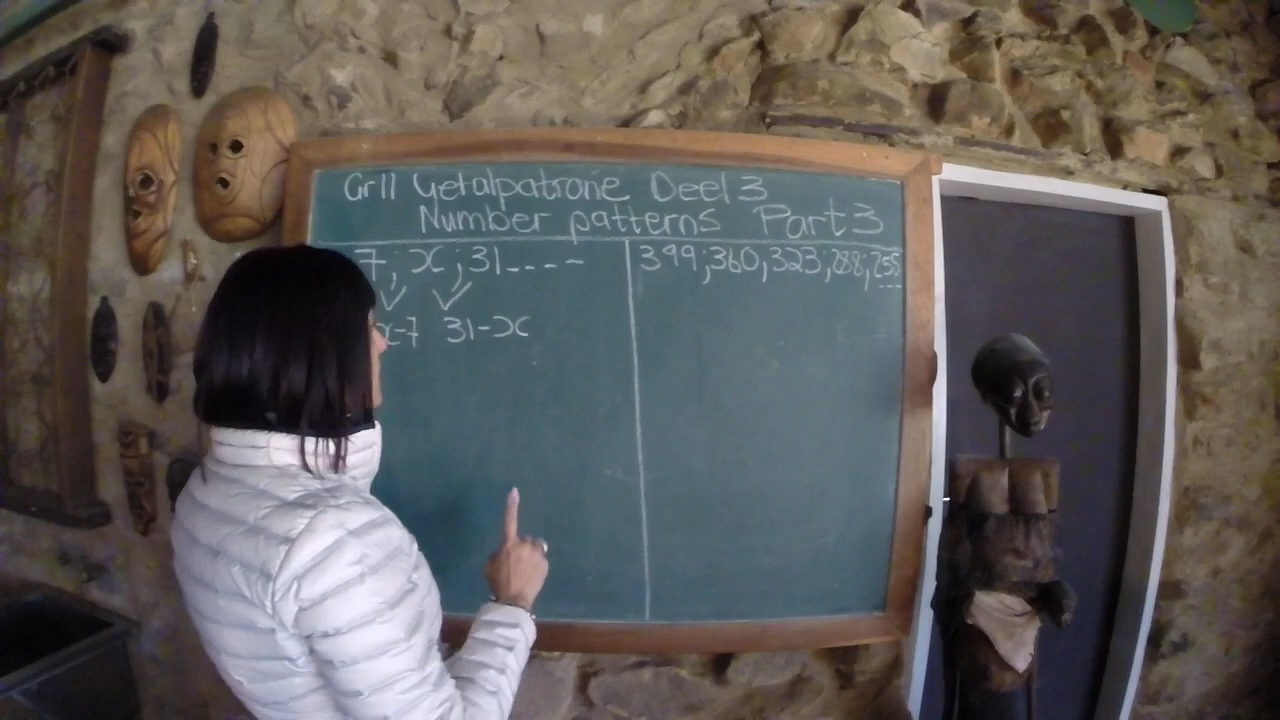 Gr11 Getalpatrone Deel 3
Number patterns Part 3
7; x; 31----
x-7 31-x
399;360;323;288;255